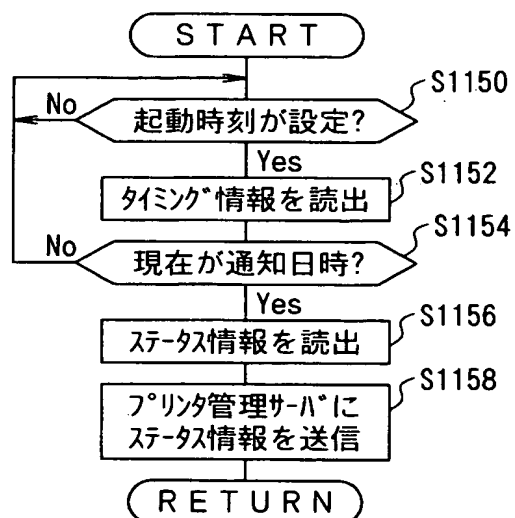 START
S1150
No
起動時刻が設定?
Yes
S1152
ﾀｲﾐﾝｸﾞ情報を読出
S1154
No
現在が通知日時?
Yes
S1156
ｽﾃｰﾀｽ情報を読出
S1158
ﾌﾟﾘﾝﾀ管理ｻｰﾊﾞに
ｽﾃｰﾀｽ情報を送信
RETURN